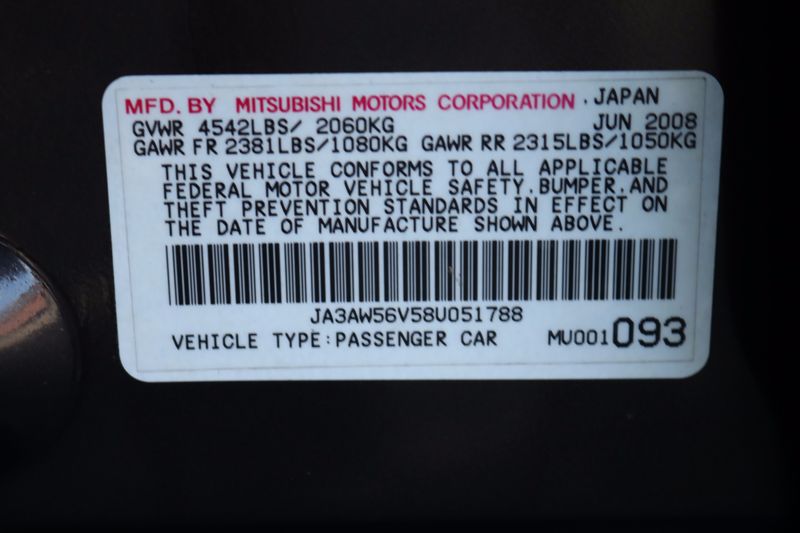 MFD. BY MITSUBISHI MOTORS CORPORATION . JAPAN
GVWR 4542LBS/ 2060KG JUN 2008
GAWR FR 2381LBS/1080KG GAWR RR 2315LBS/1050KG
THIS VEHICLE CONFORMS TO ALL APPLICABLE
FEDERAL MOTOR VEHICLE SAFETY.BUMPER.AND
THEFT PREVENTION STANDARDS IN EFFECT ON
THE DATE OF MANUFACTURE SHOWN ABOVE.
JA3AW56V58U051788
VEHICLE TYPE:PASSENGER CAR MU001093